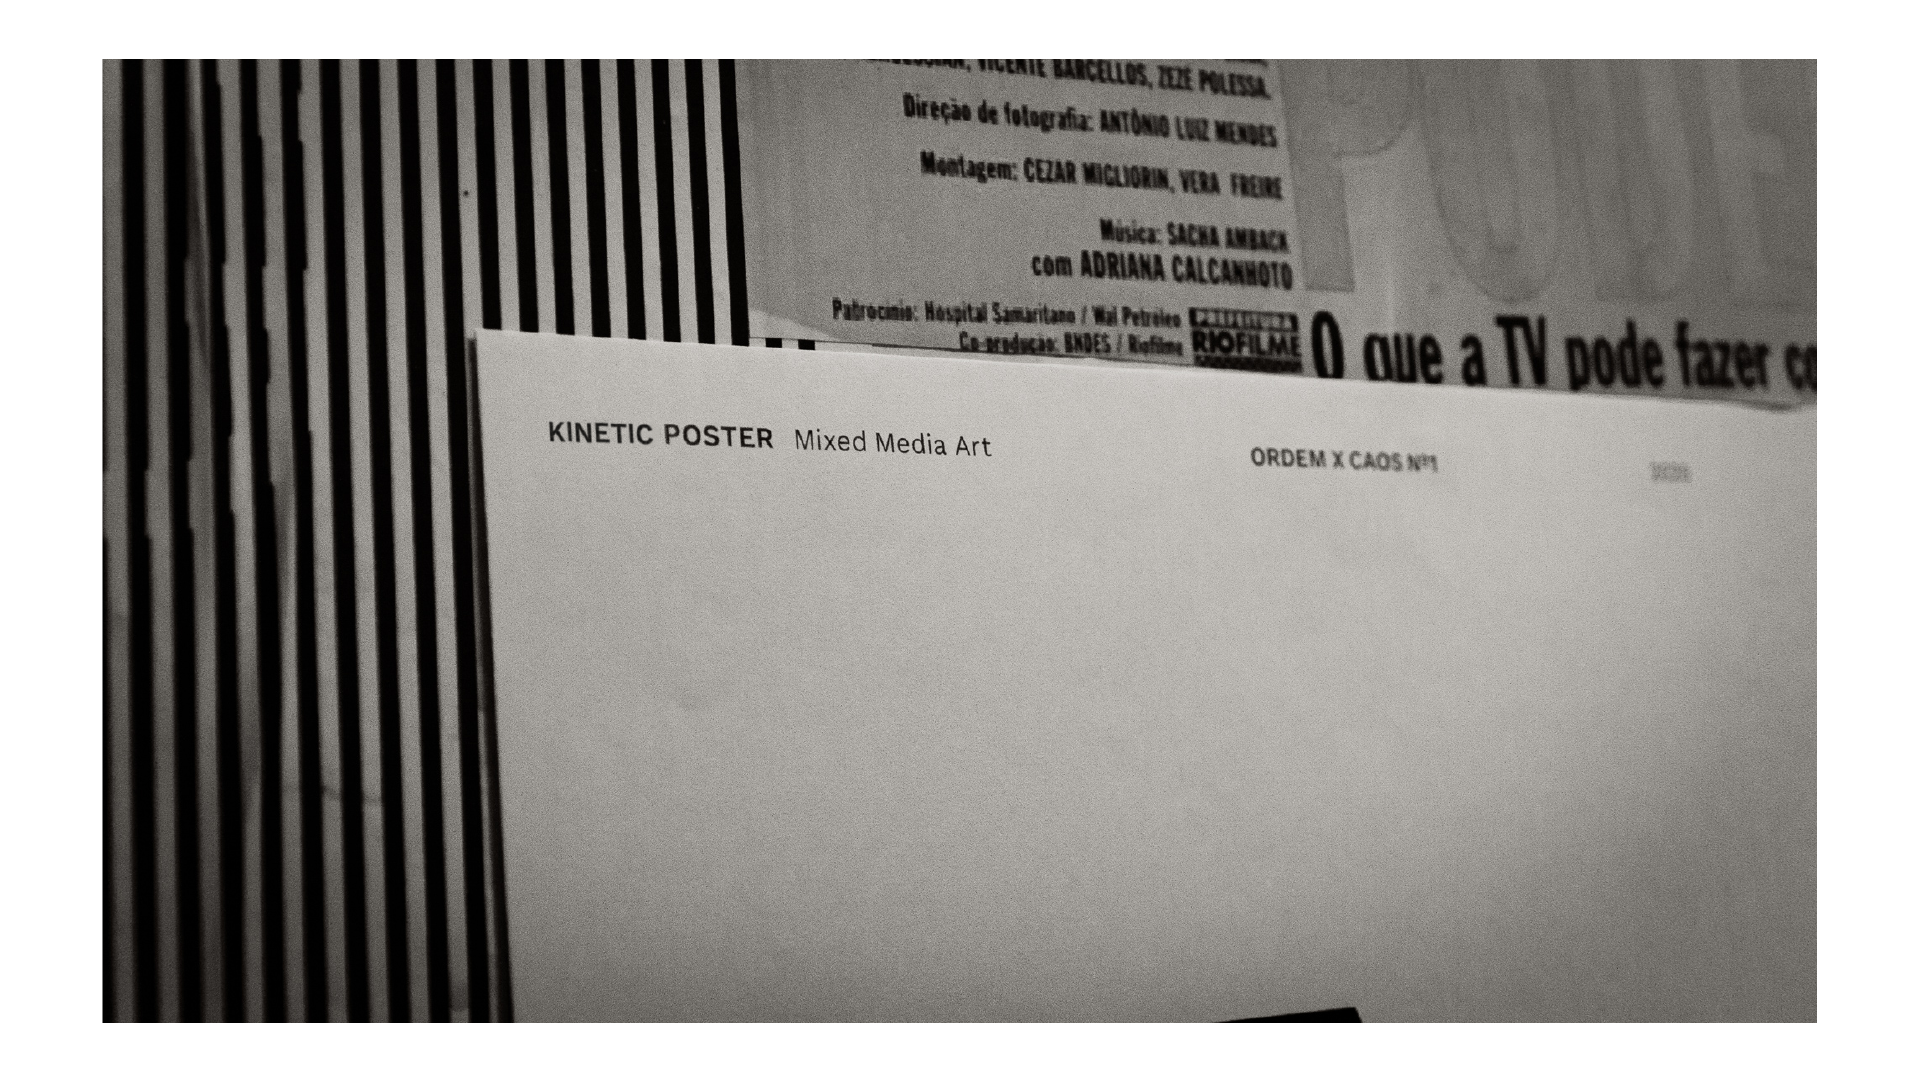 VICENTE BARCELLOS, ZEZÉ POLESSA.
Direção de fotografia: ANTÔNIO LUIZ MENDES
Montagem: CEZAR MIGLIORIN, VERA FREIRE
Música: SACHA AMBACK
com ADRIANA CALCANHOTO
Patrocínio: Hospital Samaritano / Wal Petróleo
Co-produção: BNDES / Riofilme
RIOFILME
O que a TV pode fazer
KINETIC POSTER Mixed Media Art
ORDEM X CAOS Nº1